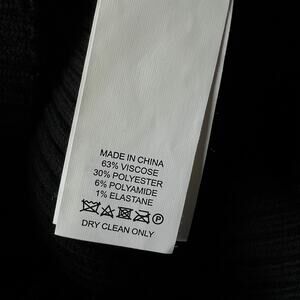 MADE IN CHINA
63% VISCOSE
30% POLYESTER
6% POLYAMIDE
1% ELASTANE
P
DRY CLEAN ONLY